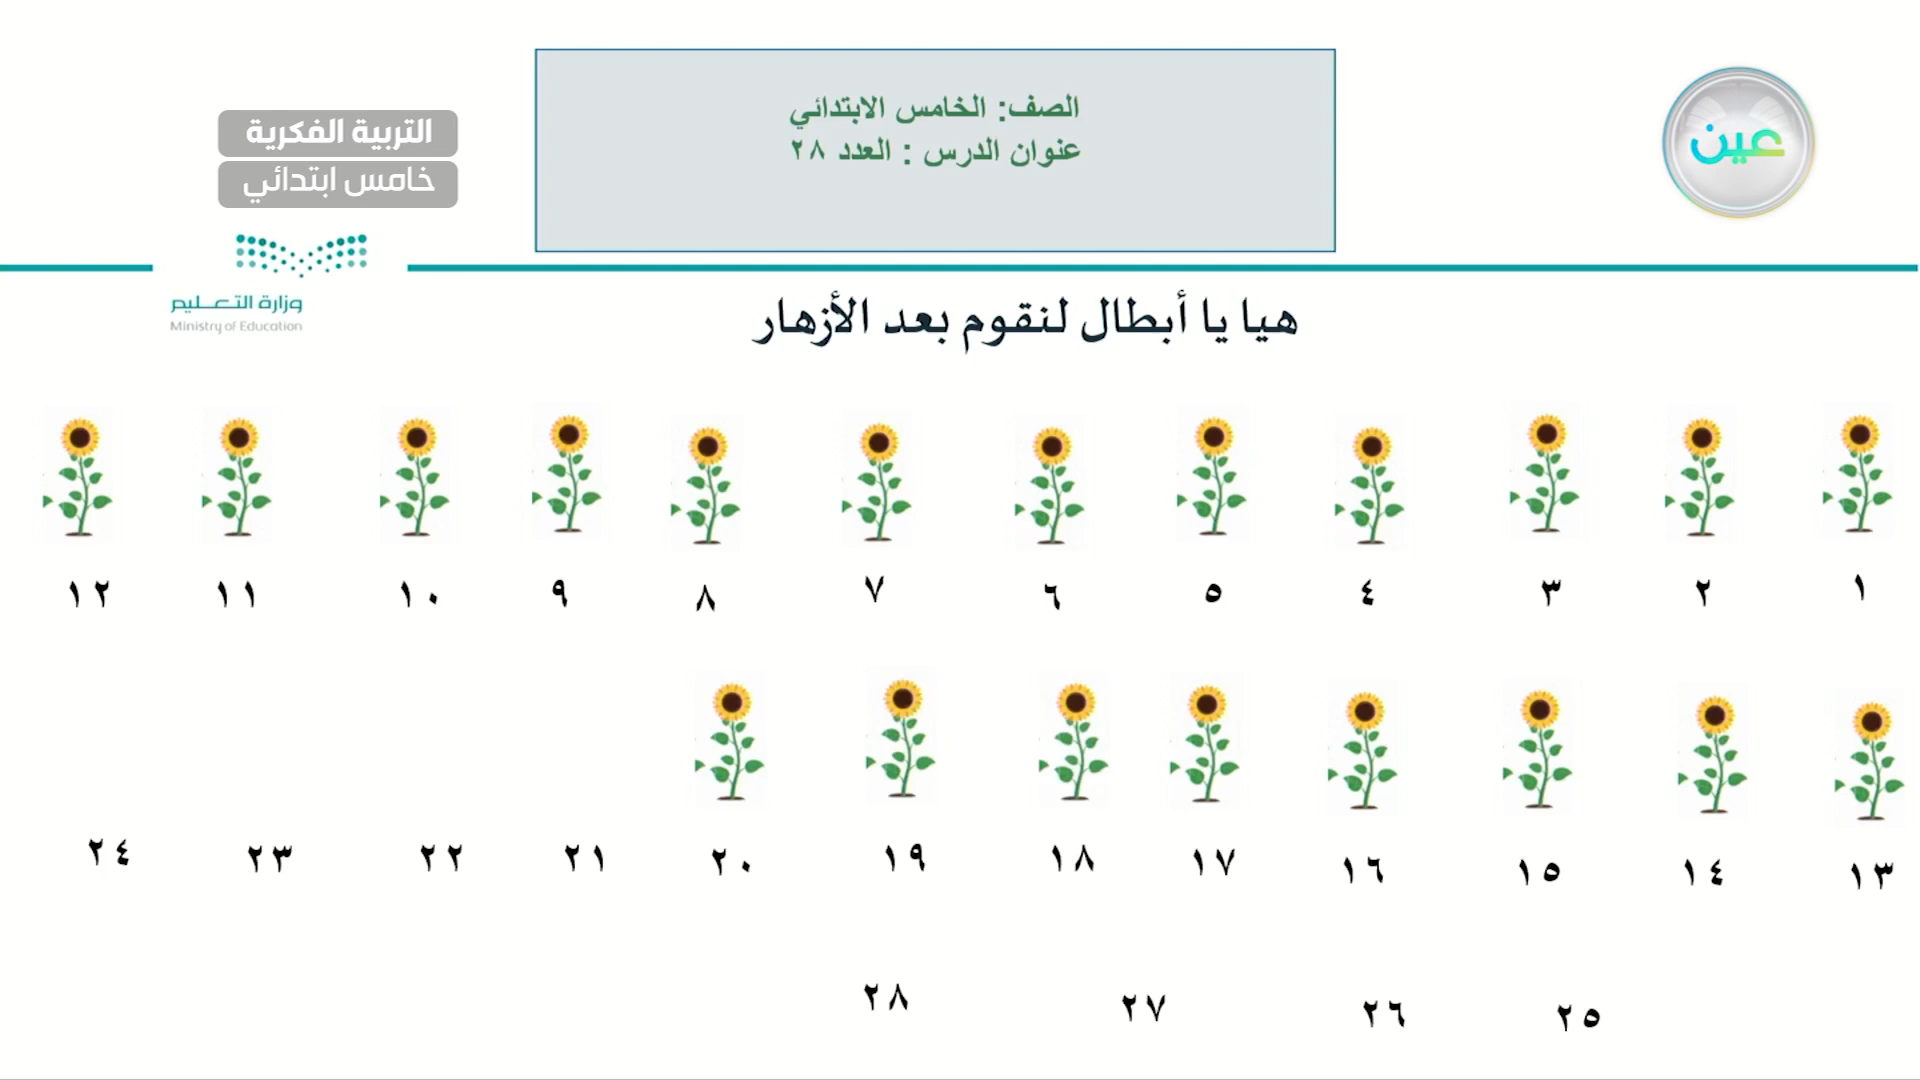 عين
الصف: الخامس الابتدائي
عنوان الدرس : العدد ٢٨
التربية الفكرية
خامس ابتدائي
وزارة التعليم
Ministry of Education
هيا يا أبطال لنقوم بعد الأزهار
١ ٢ ٣ ٤ ٥ ٦ ٧ ٨ ٩ ١٠ ١١ ١٢
١٣ ١٤ ١٥ ١٦ ١٧ ١٨ ١٩ ٢٠ ٢١ ٢٢ ٢٣ ٢٤
٢٥ ٢٦ ٢٧ ٢٨